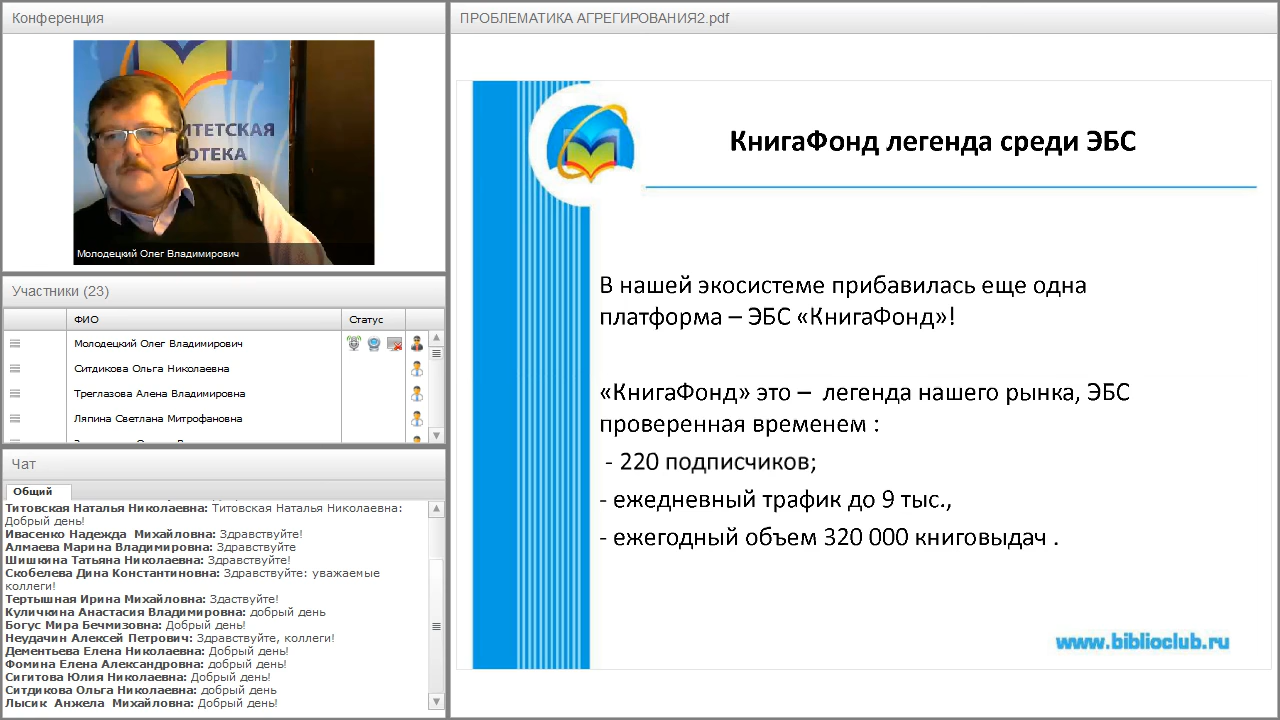 Конференция
ИТЕТСКАЯ
ОТЕКА
Молодецкий Олег Владимирович
Участники (23)
ФИО
Статус
Молодецкий Олег Владимирович
Ситдикова Ольга Николаевна
Треглазова Алена Владимировна
Ляпина Светлана Митрофановна
Чат
Общий
Титовская Наталья Николаевна: Титовская Наталья Николаевна:
Добрый день!
Ивасенко Надежда Михайловна: Здравствуйте!
Алмаева Марина Владимировна: Здравствуйте
Шишкина Татьяна Николаевна: Здравствуйте!
Скобелева Дина Константиновна: Здравствуйте: уважаемые
коллеги!
Тертышная Ирина Михайловна: Здаствуйте!
Куличкина Анастасия Владимировна: добрый день
Богус Мира Бечмизовна: Добрый день!
Неудачин Алексей Петрович: Здравствуйте, коллеги!
Дементьева Елена Николаевна: Добрый день!
Фомина Елена Александровна: добрый день!
Сигитова Юлия Николаевна: Добрый день!
Ситдикова Ольга Николаевна: добрый день
Лысик Анжела Михайловна: Добрый день!
ПРОБЛЕМАТИКА АГРЕГИРОВАНИЯ2.pdf
КнигаФонд легенда среди ЭБС
В нашей экосистеме прибавилась еще одна
платформа – ЭБС «КнигаФонд»!
«КнигаФонд» это – легенда нашего рынка, ЭБС
проверенная временем :
- 220 подписчиков;
- ежедневный трафик до 9 тыс.,
- ежегодный объем 320 000 книговыдач .
www.biblioclub.ru